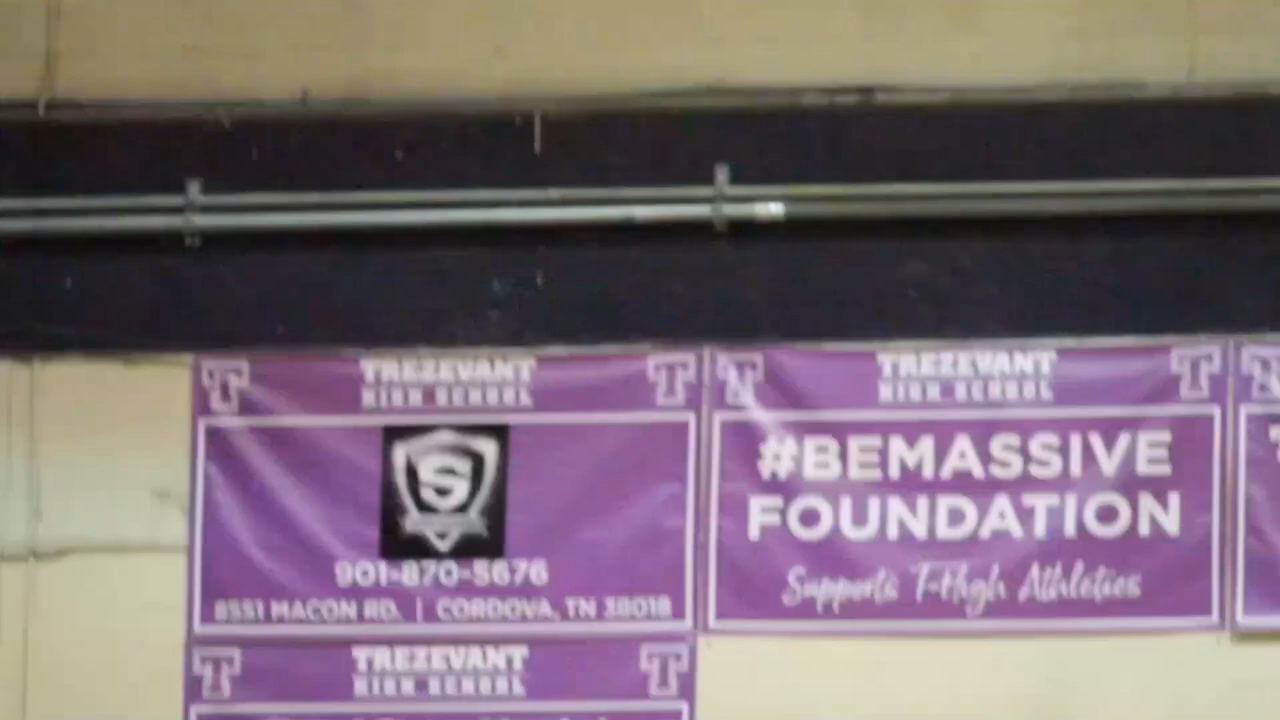 T TREZEVANT T
HIGH SCHOOL
S
901-870-5676
8551 MACON RD. | CORDOVA, TN 38018
T TREZEVANT T
HIGH SCHOOL
#BEMASSIVE
FOUNDATION
Supports T-High Athletics
T TREZEVANT T
HIGH SCHOOL